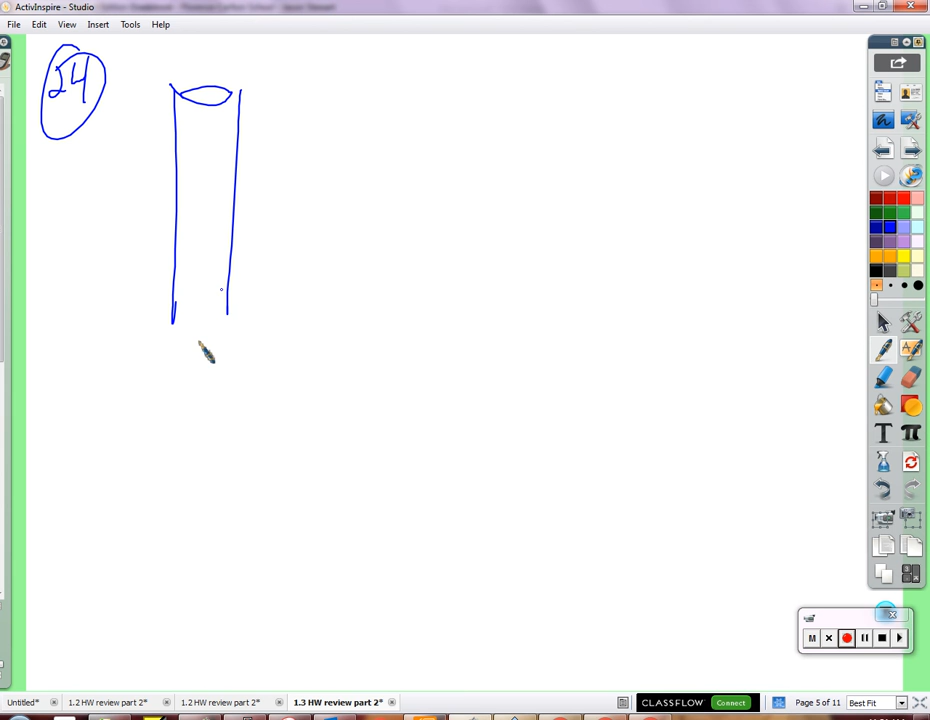 ActivInspire - Studio
File Edit View Insert Tools Help
24
Untitled* 1.2 HW review part 2* 1.2 HW review part 2* 1.3 HW review part 2* CLASSFLOW Connect Page 5 of 11 Best Fit